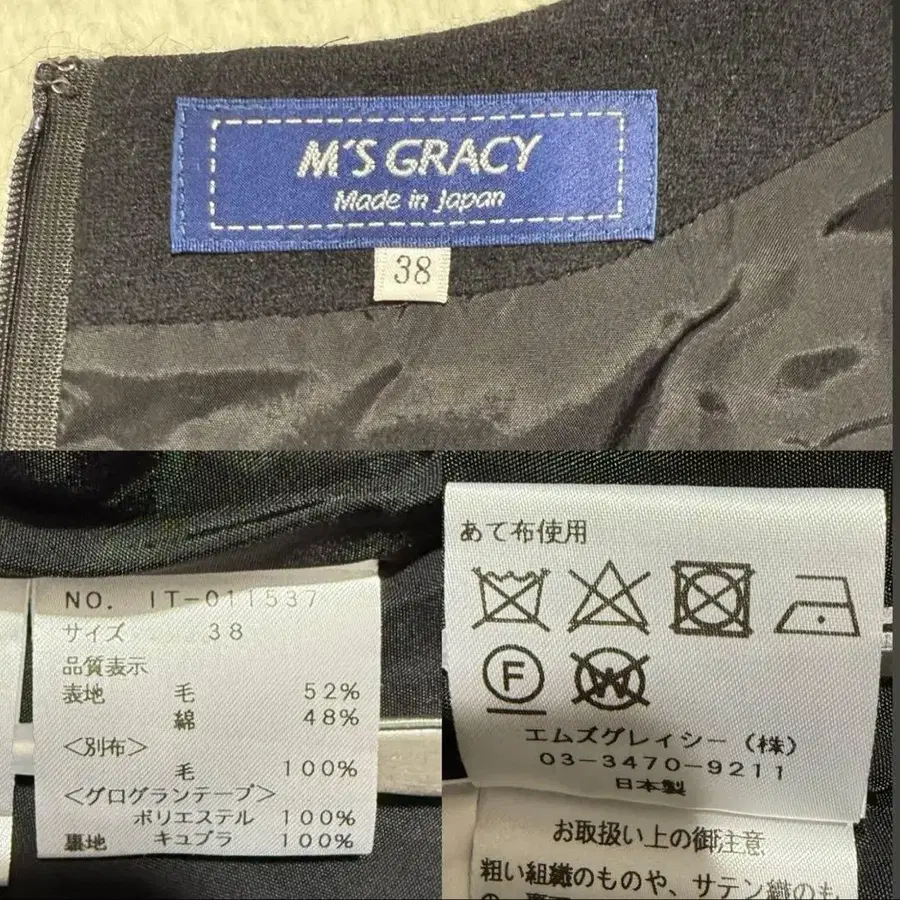 M'S GRACY
Made in Japan
38
NO. IT-011537
サイズ 38
品質表示
表地 毛 52%
綿 48%
<別布>
毛 100%
<グログランテープ>
ポリエステル 100%
裏地 キュプラ 100%
あて布使用
F W
エムズグレイシー(株)
03-3470-9211
日本製
お取扱い上の御注意
粗い組織のものや、サテン織のも